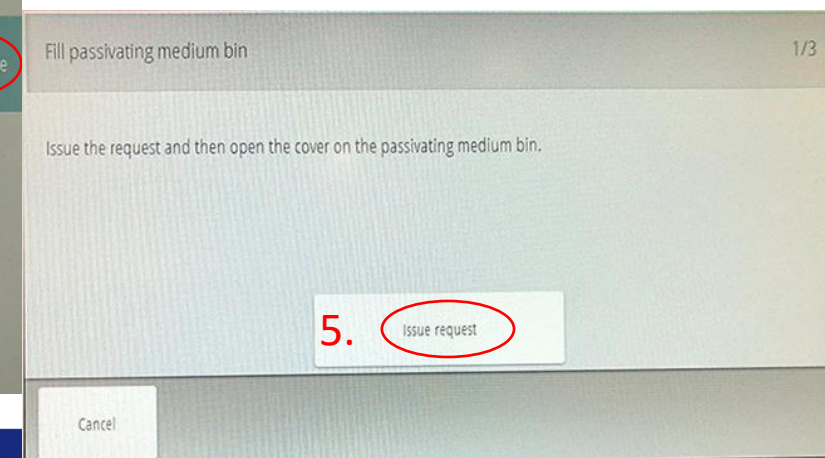 e
Fill passivating medium bin
1/3
Issue the request and then open the cover on the passivating medium bin.
5.
Issue request
Cancel